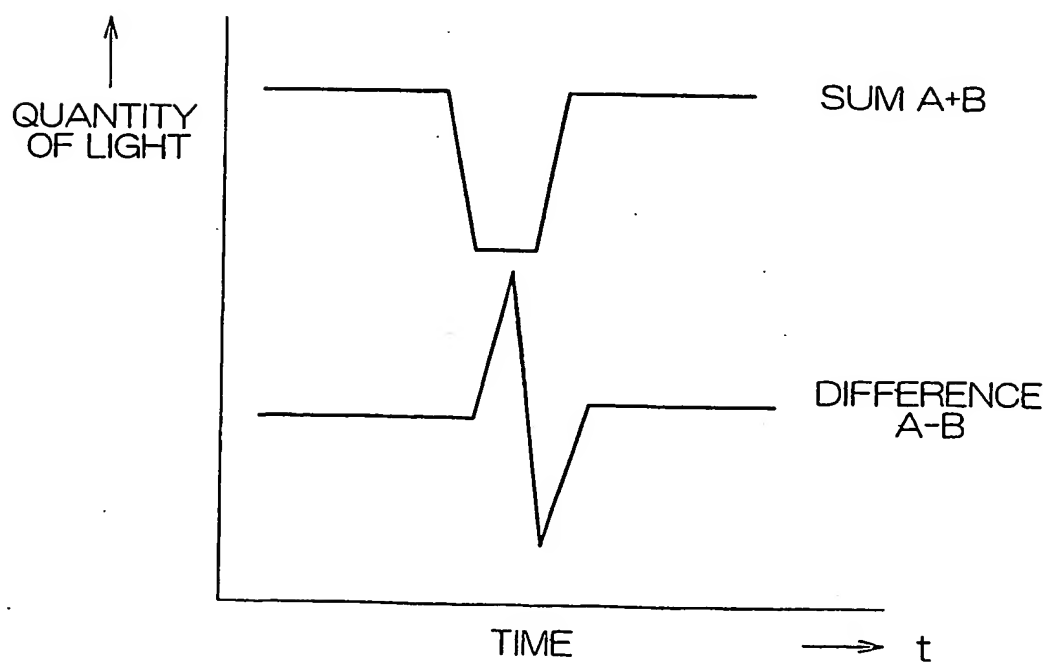 QUANTITY
OF LIGHT
SUM A+B
DIFFERENCE
A-B
TIME
t